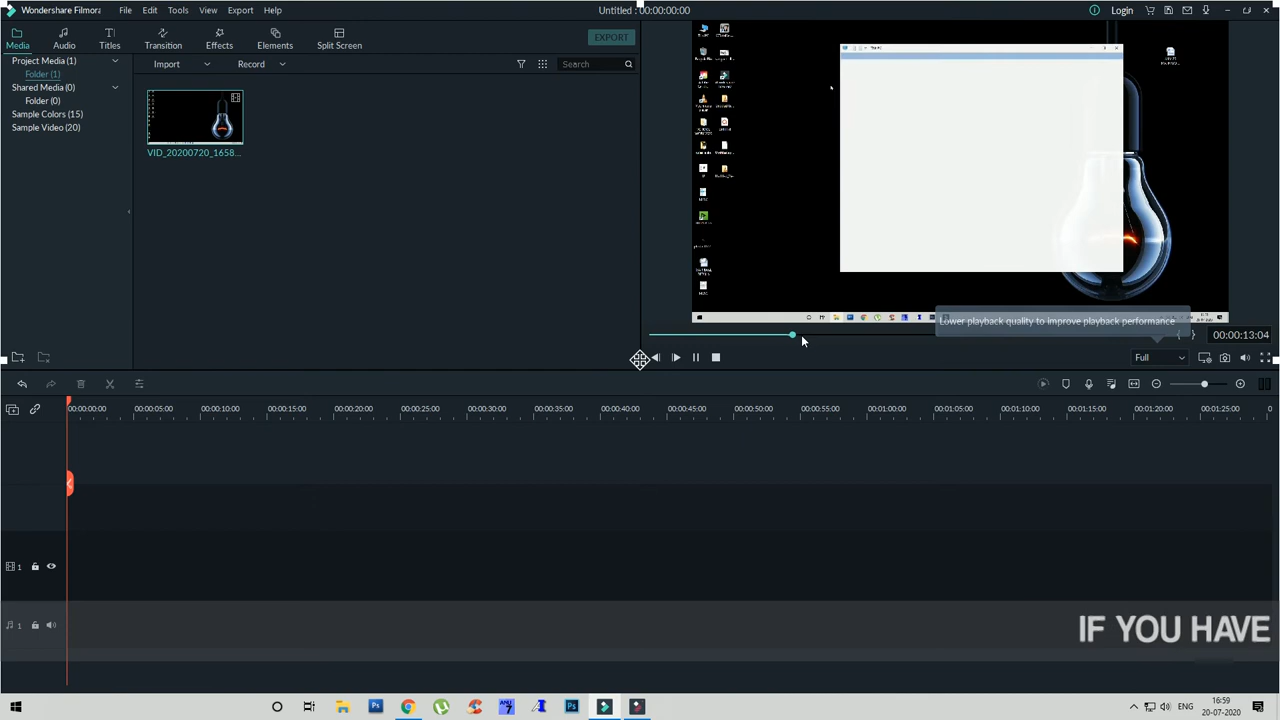 Wondershare Filmora File Edit Tools View Export Help Untitled : 00:00:00:00 Login
Media Audio Titles Transition Effects Split Screen EXPORT
Project Media (1)
Folder (1)
Shared Media (0)
Folder (0)
Sample Colors (15)
Sample Video (20)
Import Record Search
VID_20200720_1658...
Lower playback quality to improve playback performance
00:00:13:04
Full
00:00:00:00 00:00:05:00 00:00:10:00 00:00:15:00 00:00:20:00 00:00:25:00 00:00:30:00 00:00:35:00 00:00:40:00 00:00:45:00 00:00:50:00 00:00:55:00 00:01:00:00 00:01:05:00 00:01:10:00 00:01:15:00 00:01:20:00 00:01:25:00 0
1
1
IF YOU HAVE
ENG 16:59
20-07-2020